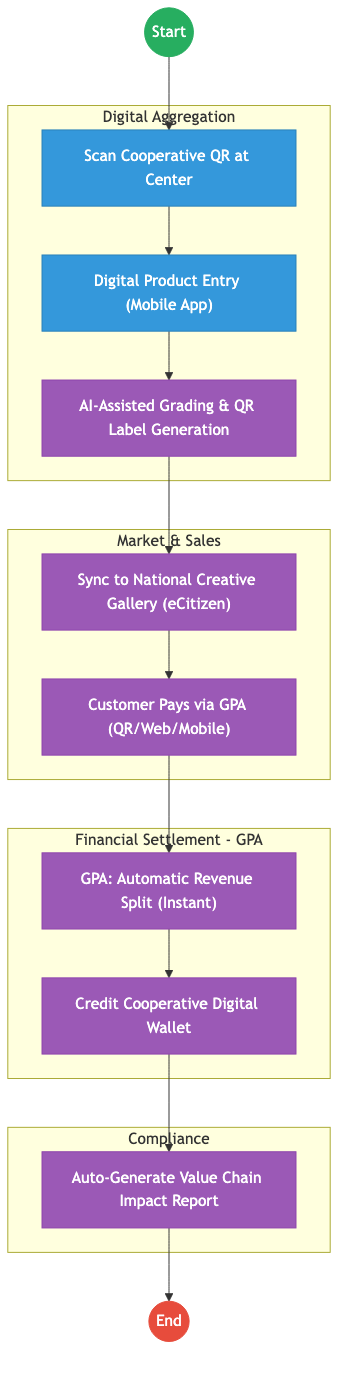 Start
Digital Aggregation
Scan Cooperative QR at
Center
Digital Product Entry
(Mobile App)
AI-Assisted Grading & QR
Label Generation
Market & Sales
Sync to National Creative
Gallery (eCitizen)
Customer Pays via GPA
(QR/Web/Mobile)
Financial Settlement - GPA
GPA: Automatic Revenue
Split (Instant)
Credit Cooperative Digital
Wallet
Compliance
Auto-Generate Value Chain
Impact Report
End